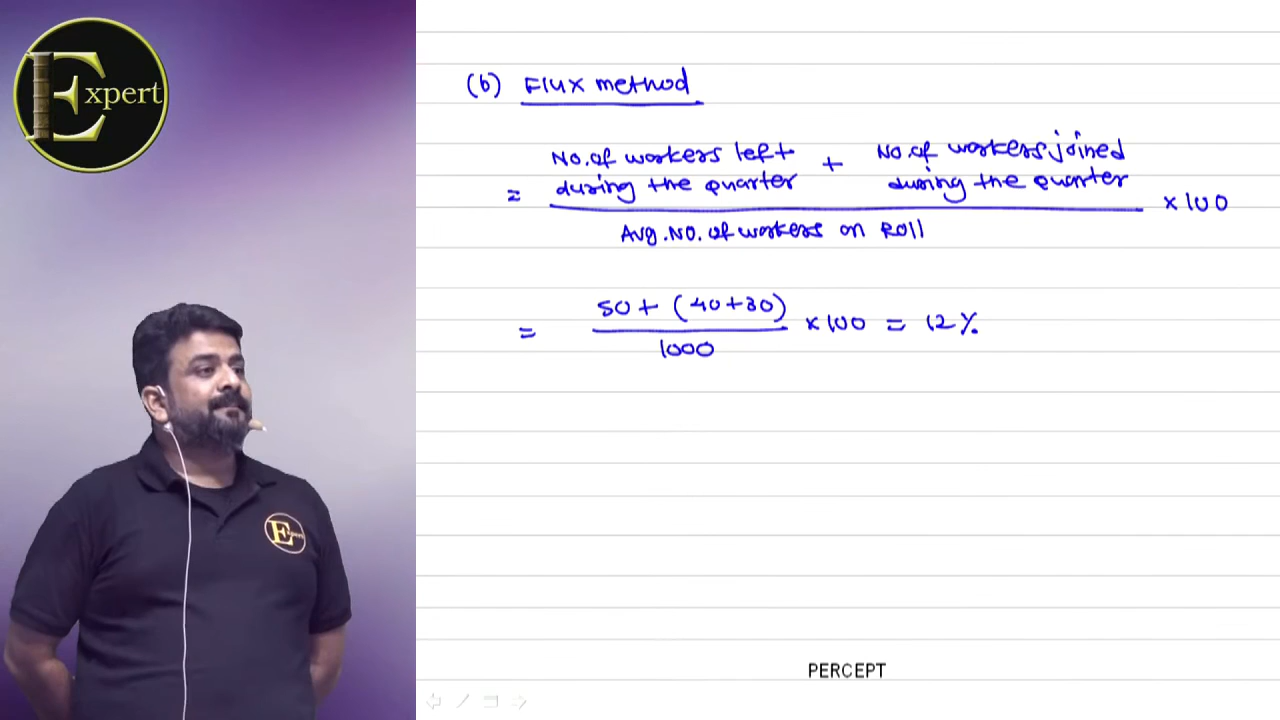 Expert
(b) Flux method
No. of workers left + No. of workers joined
during the quarter during the quarter
= × 100
Avg. No. of workers on Roll
50 + (40+30)
= × 100 = 12%
1000
Expert
PERCEPT